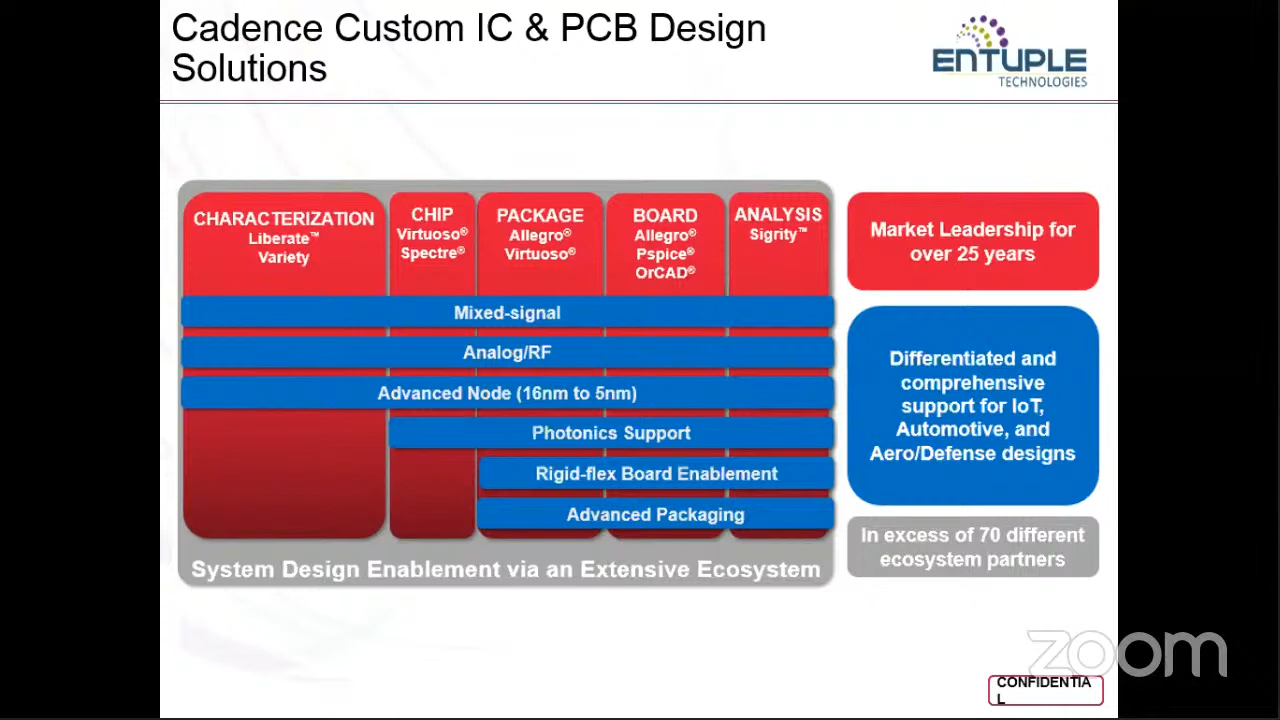 Cadence Custom IC & PCB Design
Solutions
ENTUPLE
TECHNOLOGIES
CHARACTERIZATION
Liberate™
Variety
CHIP
Virtuoso®
Spectre®
PACKAGE
Allegro®
Virtuoso®
BOARD
Allegro®
Pspice®
OrCAD®
ANALYSIS
Sigrity™
Mixed-signal
Analog/RF
Advanced Node (16nm to 5nm)
Photonics Support
Rigid-flex Board Enablement
Advanced Packaging
System Design Enablement via an Extensive Ecosystem
Market Leadership for
over 25 years
Differentiated and
comprehensive
support for IoT,
Automotive, and
Aero/Defense designs
In excess of 70 different
ecosystem partners
zoom
CONFIDENTIA
L